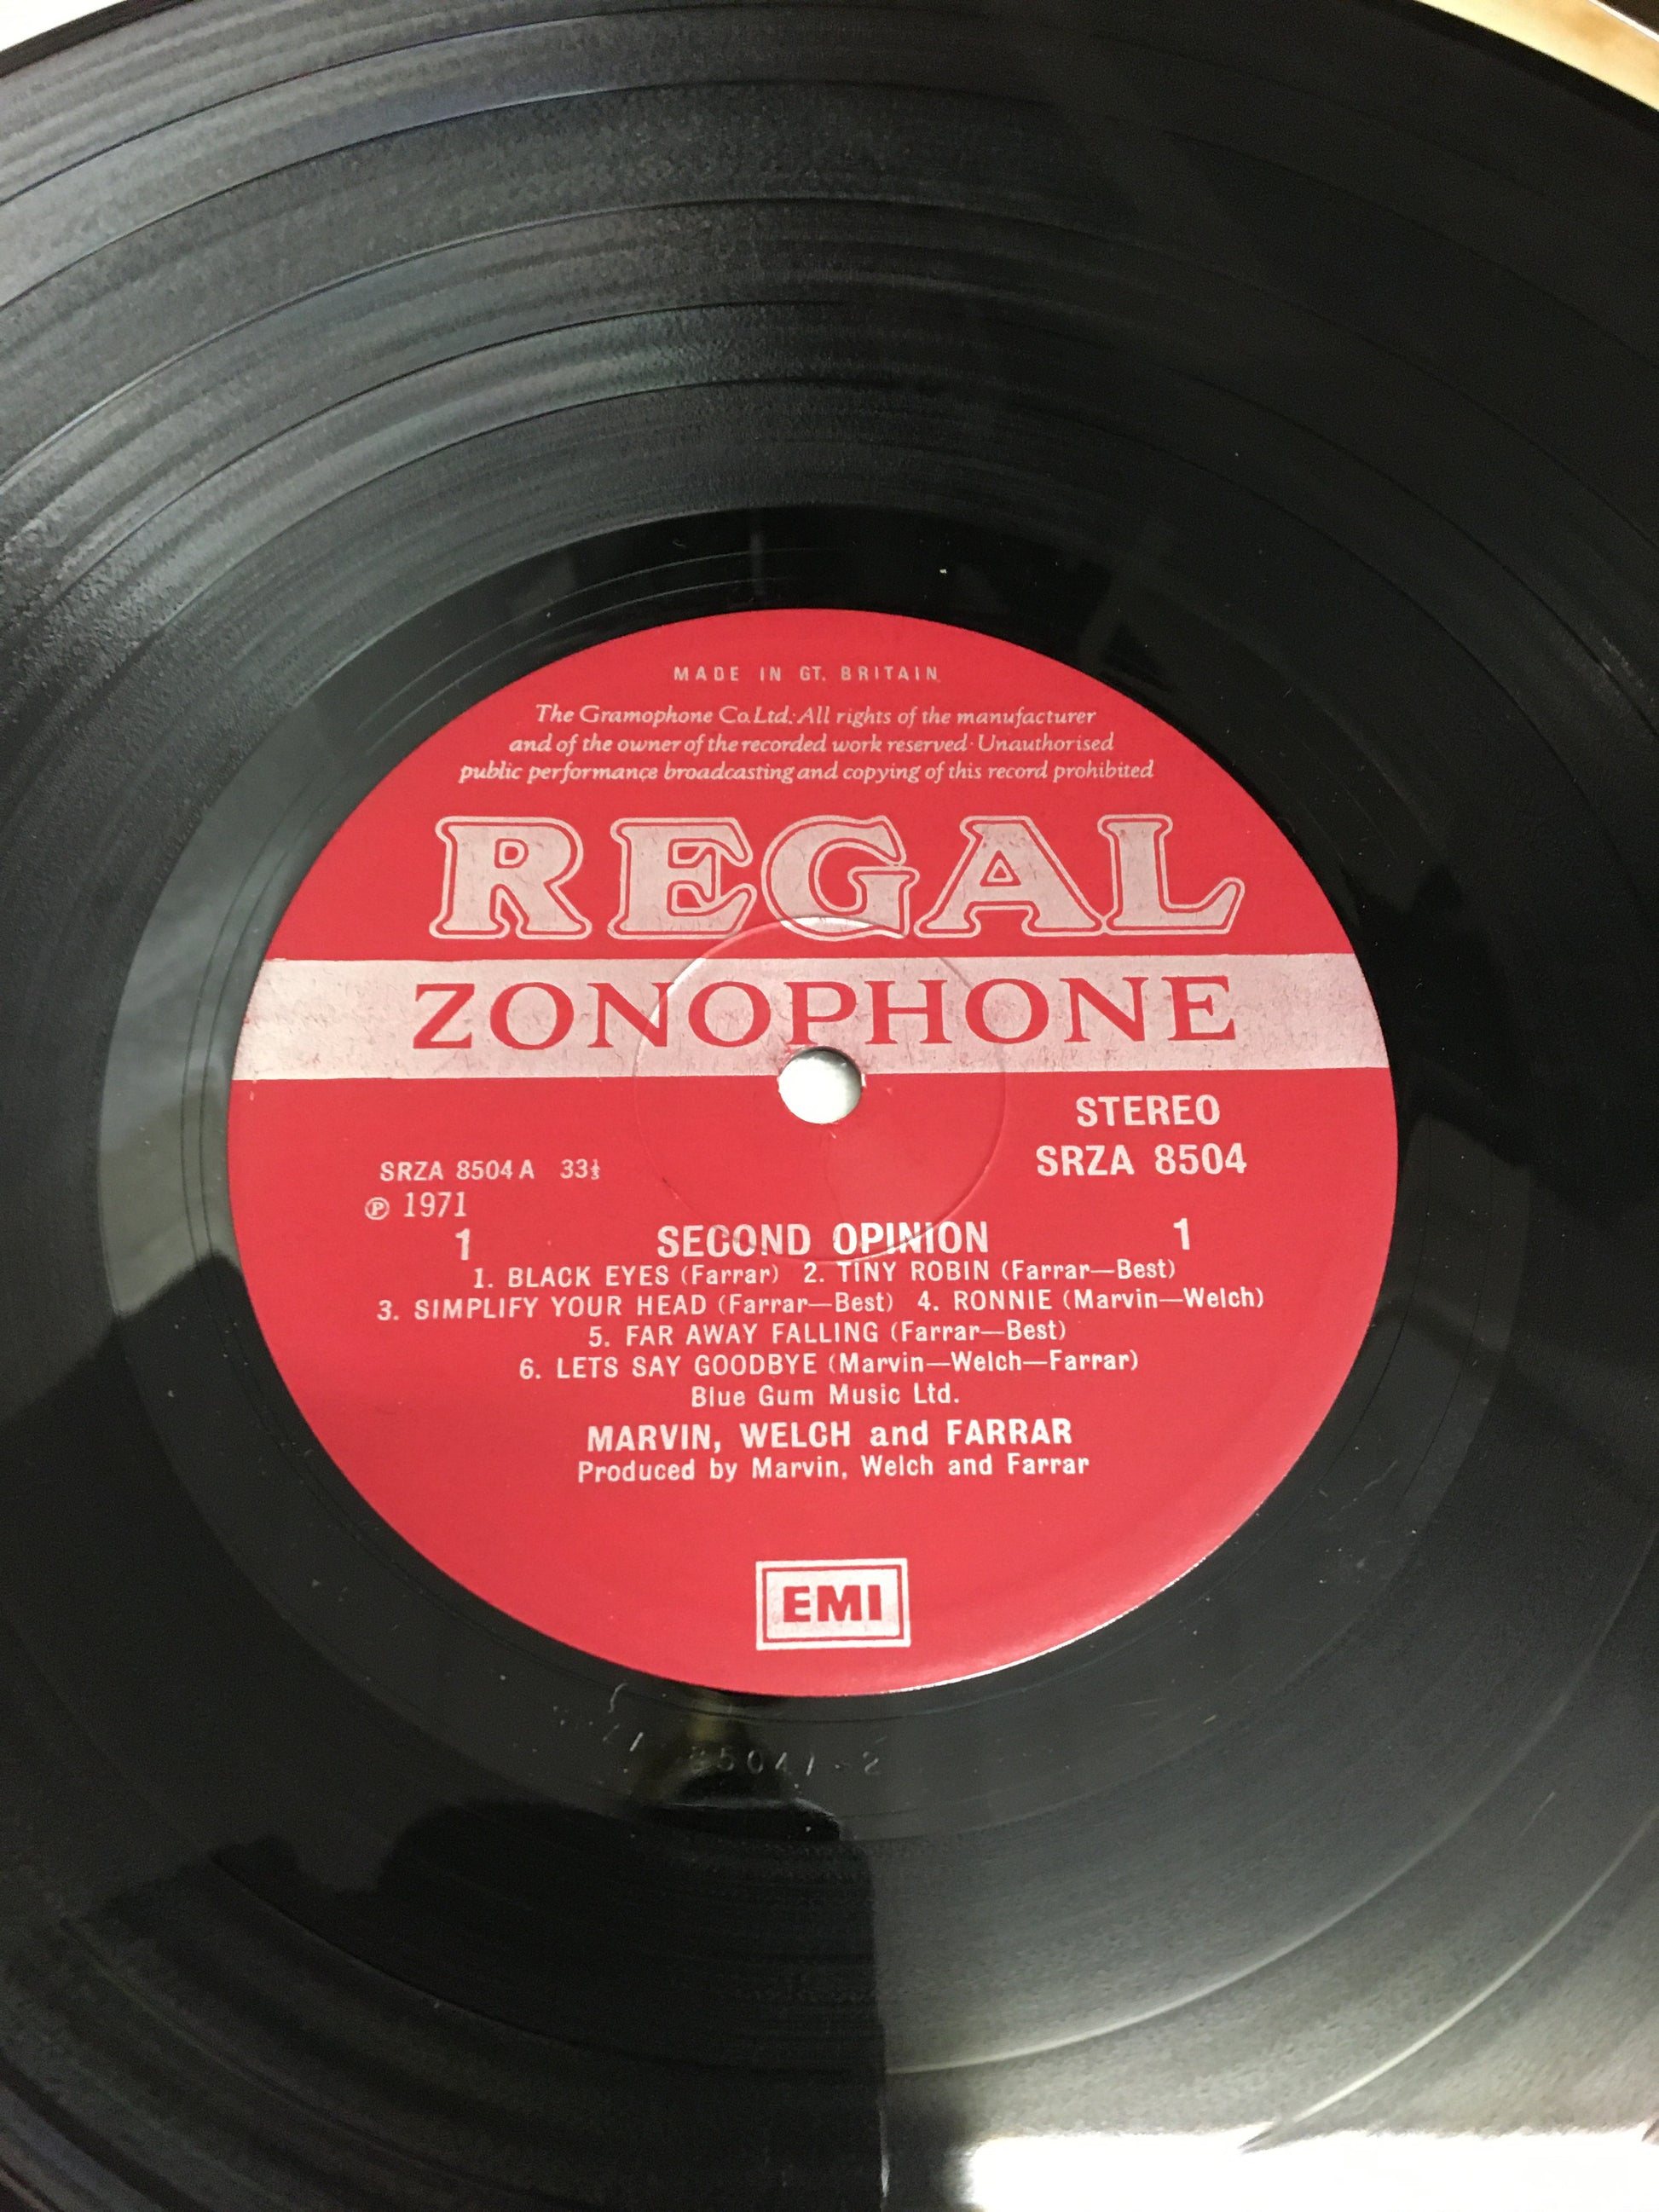 MADE IN GT. BRITAIN
The Gramophone Co.Ltd. All rights of the manufacturer
and of the owner of the recorded work reserved · Unauthorised
public performance broadcasting and copying of this record prohibited
REGAL
ZONOPHONE
STEREO
SRZA 8504
SRZA 8504 A 33⅓
℗ 1971
1 SECOND OPINION 1
1. BLACK EYES (Farrar) 2. TINY ROBIN (Farrar—Best)
3. SIMPLIFY YOUR HEAD (Farrar—Best) 4. RONNIE (Marvin—Welch)
5. FAR AWAY FALLING (Farrar—Best)
6. LETS SAY GOODBYE (Marvin—Welch—Farrar)
Blue Gum Music Ltd.
MARVIN, WELCH and FARRAR
Produced by Marvin, Welch and Farrar
EMI